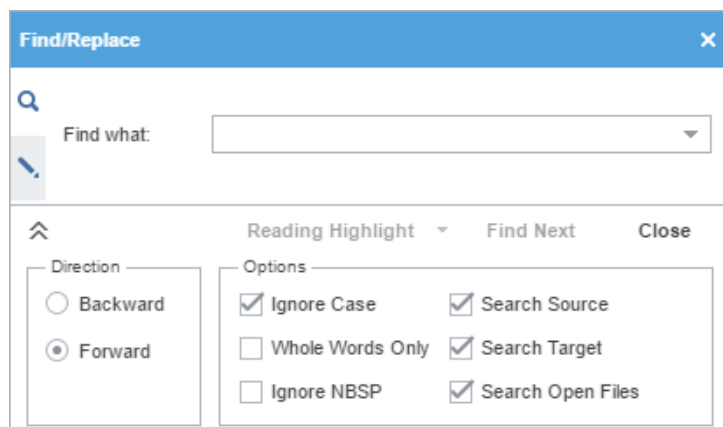 Find/Replace
Find what:
Reading Highlight Find Next Close
Direction Options
Backward Ignore Case Search Source
Forward Whole Words Only Search Target
Ignore NBSP Search Open Files